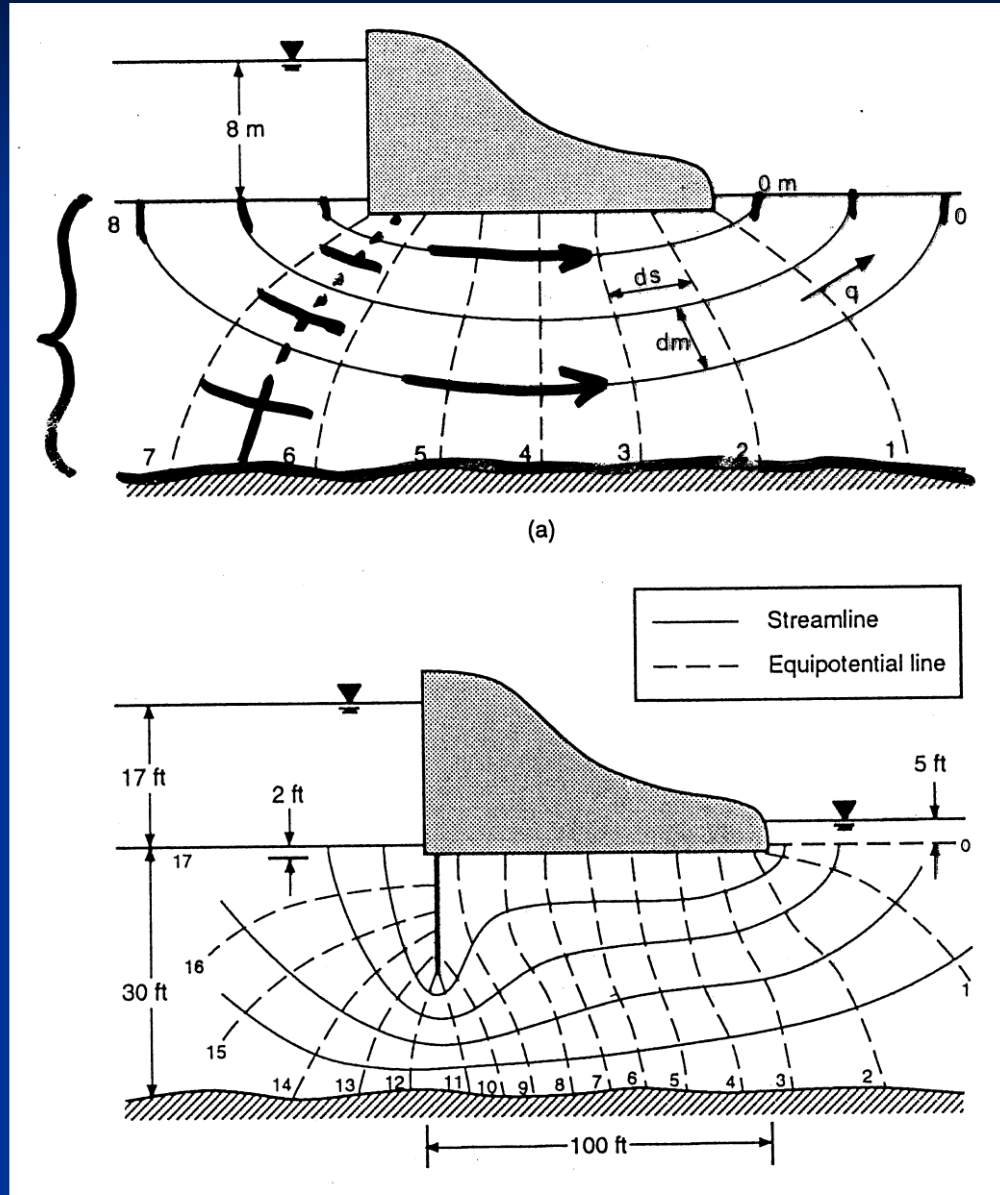 8 m
0 m
8
0
ds
q
dm
7 6 5 4 3 2 1
(a)
Streamline
Equipotential line
17 ft
2 ft
5 ft
17
0
16
30 ft
1
15
14 13 12 11 10 9 8 7 6 5 4 3 2
100 ft